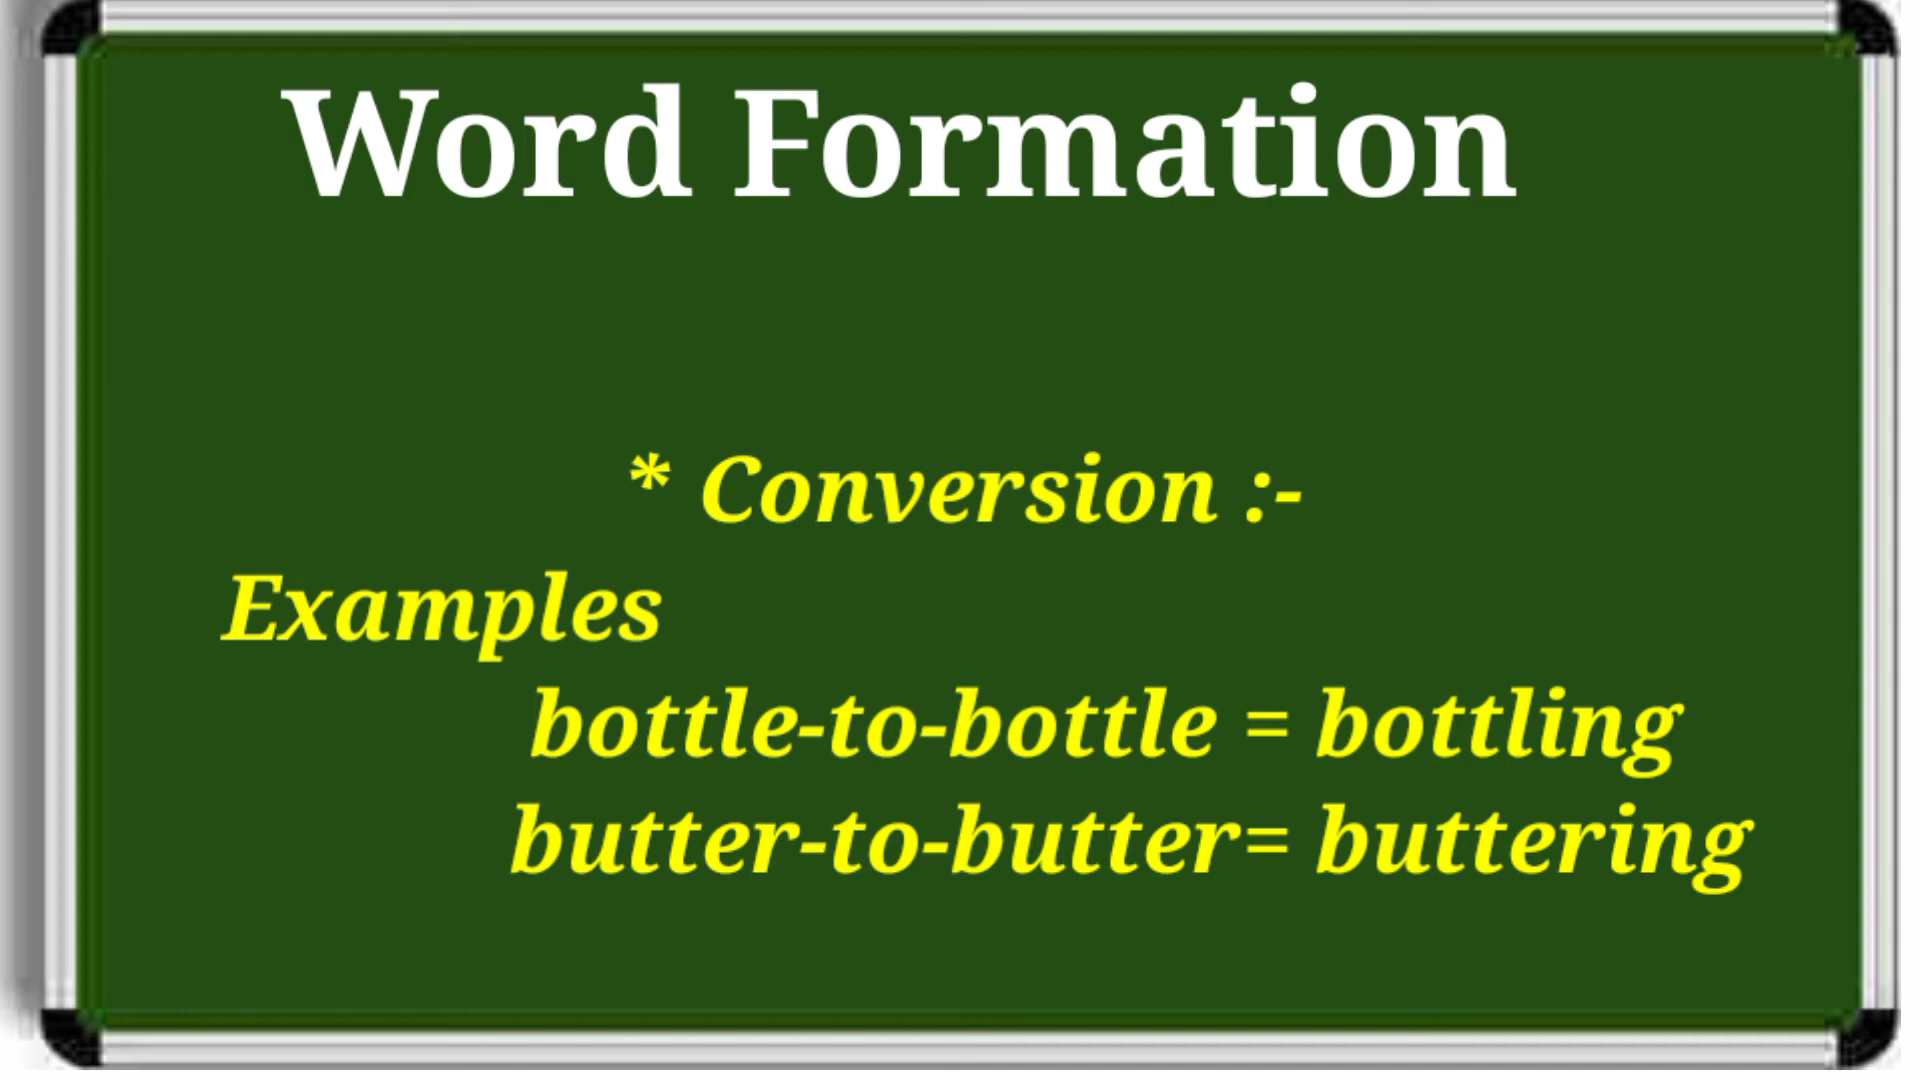 Word Formation
* Conversion :-
Examples
bottle-to-bottle = bottling
butter-to-butter= buttering